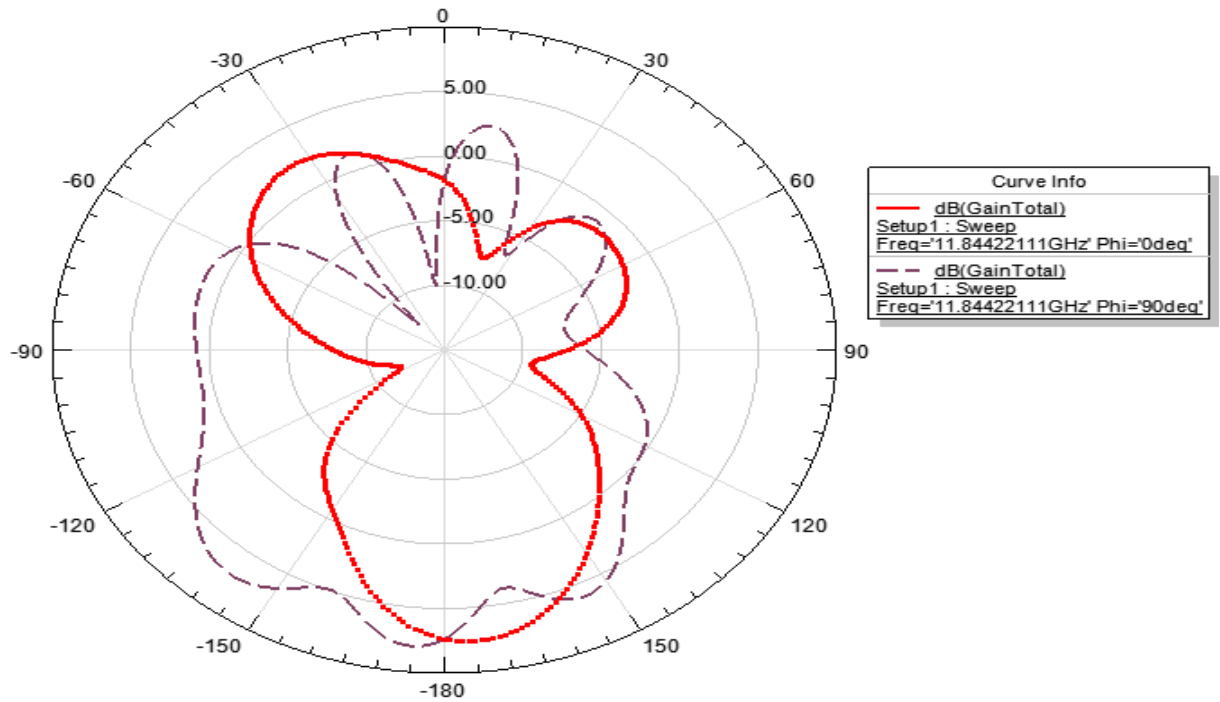 0
-30
30
5.00
0.00
-60
60
-5.00
-10.00
-90
90
-120
120
-150
150
-180
Curve Info
dB(GainTotal)
Setup1 : Sweep
Freq='11.84422111GHz' Phi='0deg'
dB(GainTotal)
Setup1 : Sweep
Freq='11.84422111GHz' Phi='90deg'